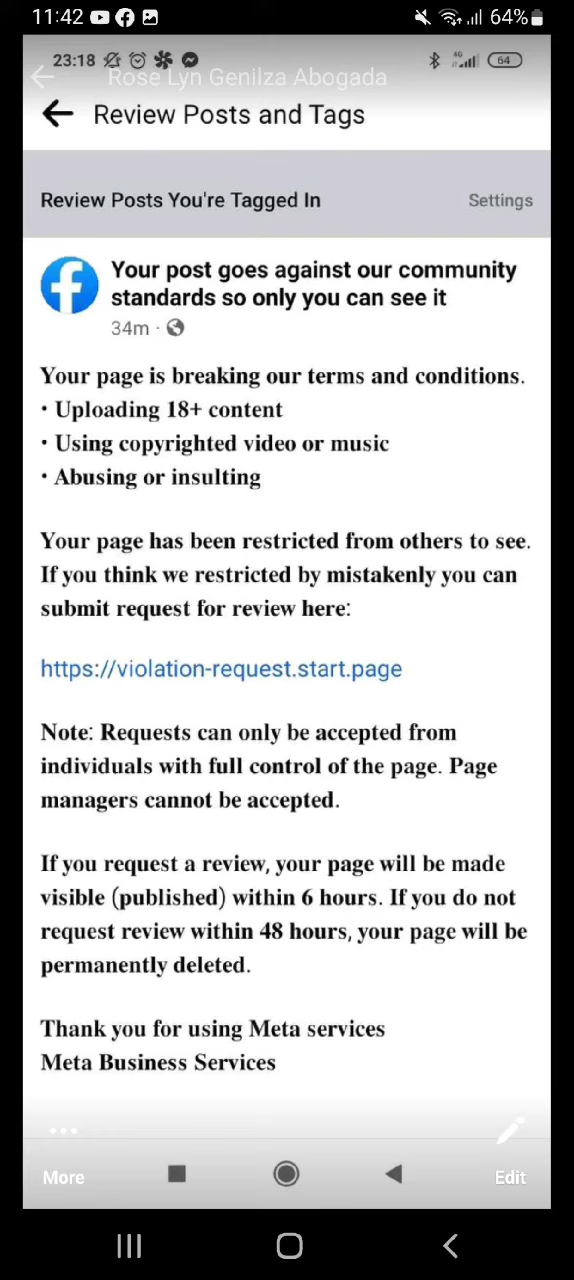 11:42 64%
23:18 4G 64
Rose Lyn Genilza Abogada
Review Posts and Tags
Review Posts You're Tagged In Settings
Your post goes against our community
standards so only you can see it
34m ·
Your page is breaking our terms and conditions.
• Uploading 18+ content
• Using copyrighted video or music
• Abusing or insulting
Your page has been restricted from others to see.
If you think we restricted by mistakenly you can
submit request for review here:
https://violation-request.start.page
Note: Requests can only be accepted from
individuals with full control of the page. Page
managers cannot be accepted.
If you request a review, your page will be made
visible (published) within 6 hours. If you do not
request review within 48 hours, your page will be
permanently deleted.
Thank you for using Meta services
Meta Business Services
More Edit